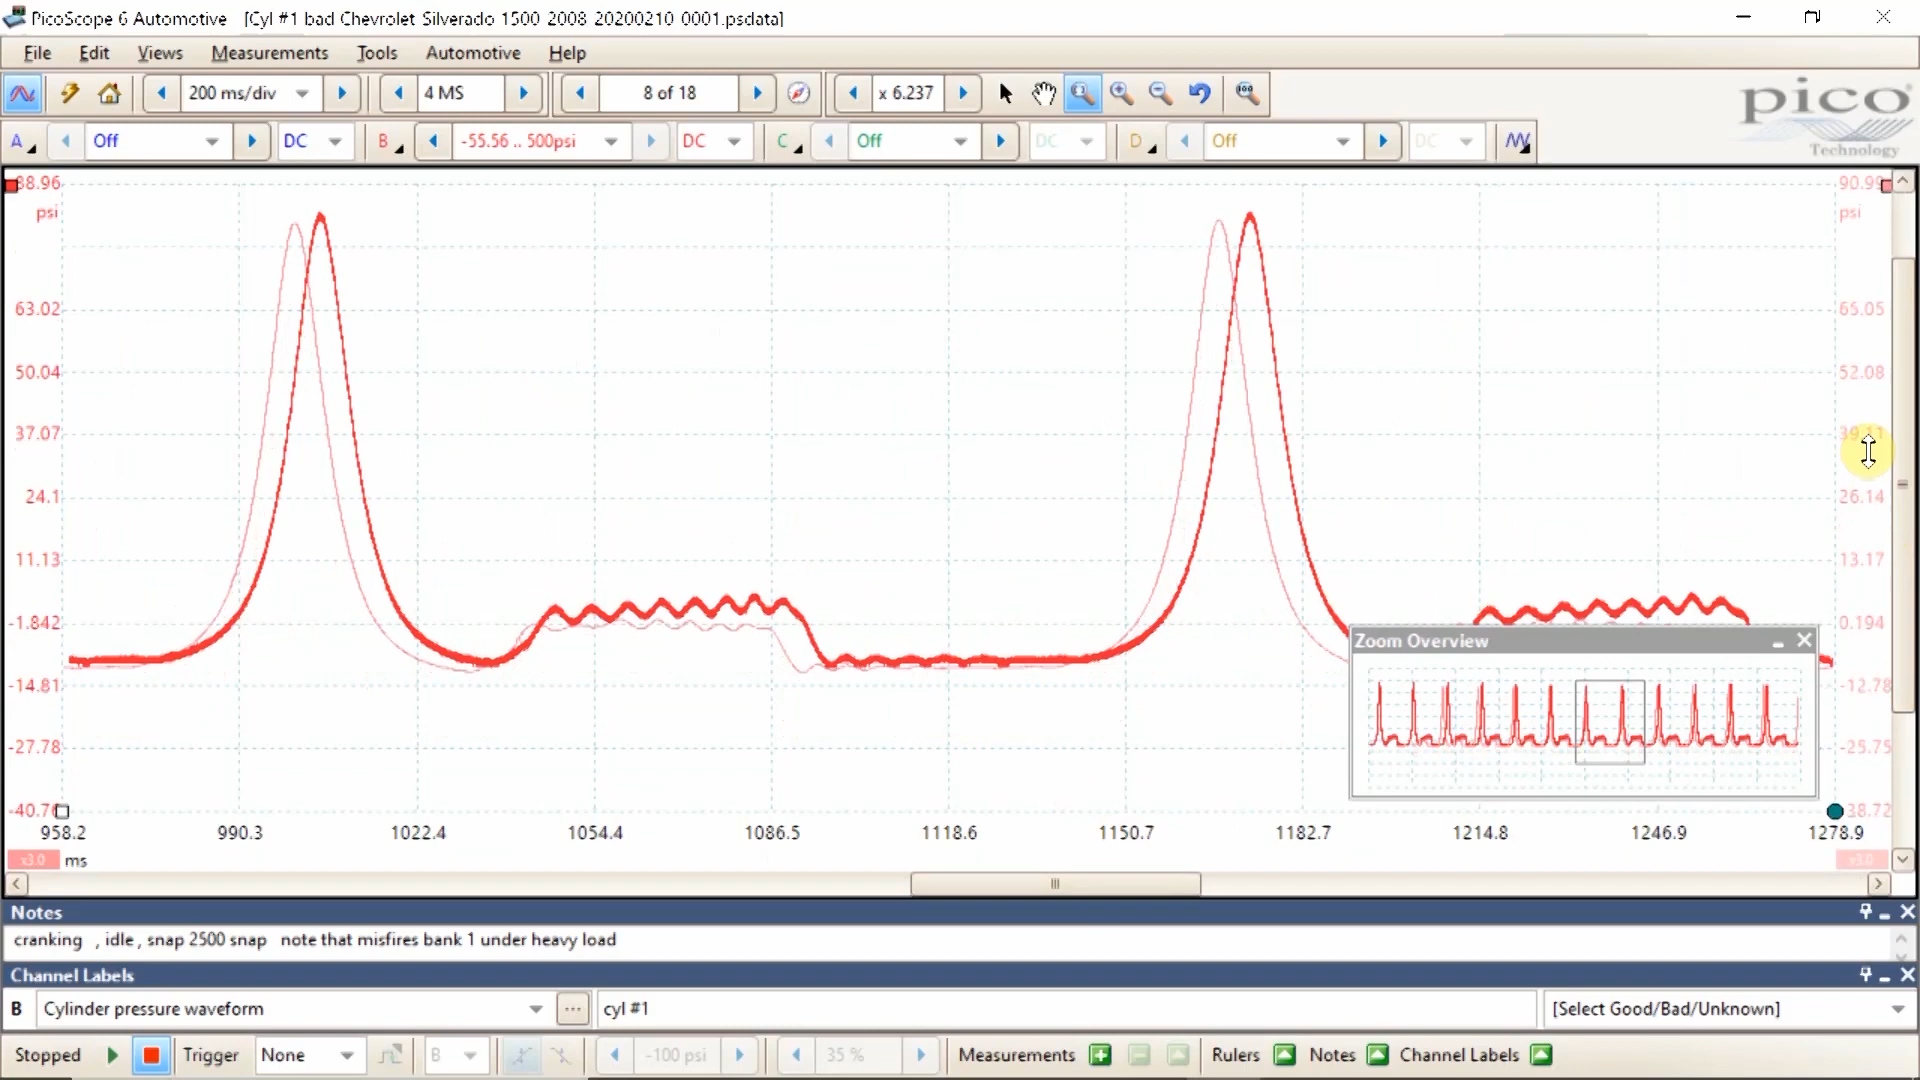 PicoScope 6 Automotive [Cyl #1 bad Chevrolet Silverado 1500 2008 20200210 0001.psdata]
File Edit Views Measurements Tools Automotive Help
200 ms/div 4 MS 8 of 18 x 6.237
pico
Technology
A Off DC B -55.56 .. 500psi DC C Off DC D Off DC
88.96 90.99
psi psi
63.02 65.05
50.04 52.08
37.07 39.11
24.1 26.14
11.13 13.17
-1.842 0.194
Zoom Overview
-14.81 -12.78
-27.78 -25.75
-40.76 -38.72
958.2 990.3 1022.4 1054.4 1086.5 1118.6 1150.7 1182.7 1214.8 1246.9 1278.9
x3.0 ms x3.0
Notes
cranking , idle , snap 2500 snap note that misfires bank 1 under heavy load
Channel Labels
B Cylinder pressure waveform ... cyl #1 [Select Good/Bad/Unknown]
Stopped Trigger None B -100 psi 35 % Measurements Rulers Notes Channel Labels